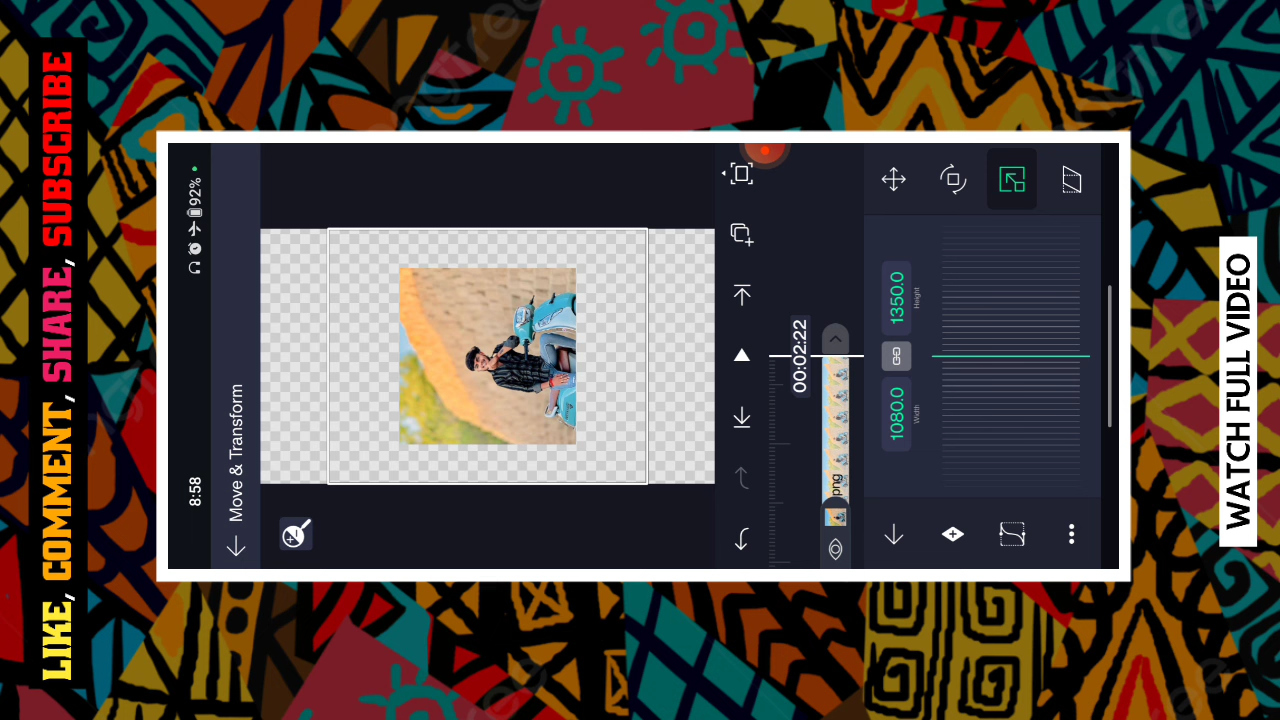 LIKE, COMMENT, SHARE, SUBSCRIBE
8:58
92%
Move & Transform
00:02:22
png
1080.0
Width
1350.0
Height
WATCH FULL VIDEO